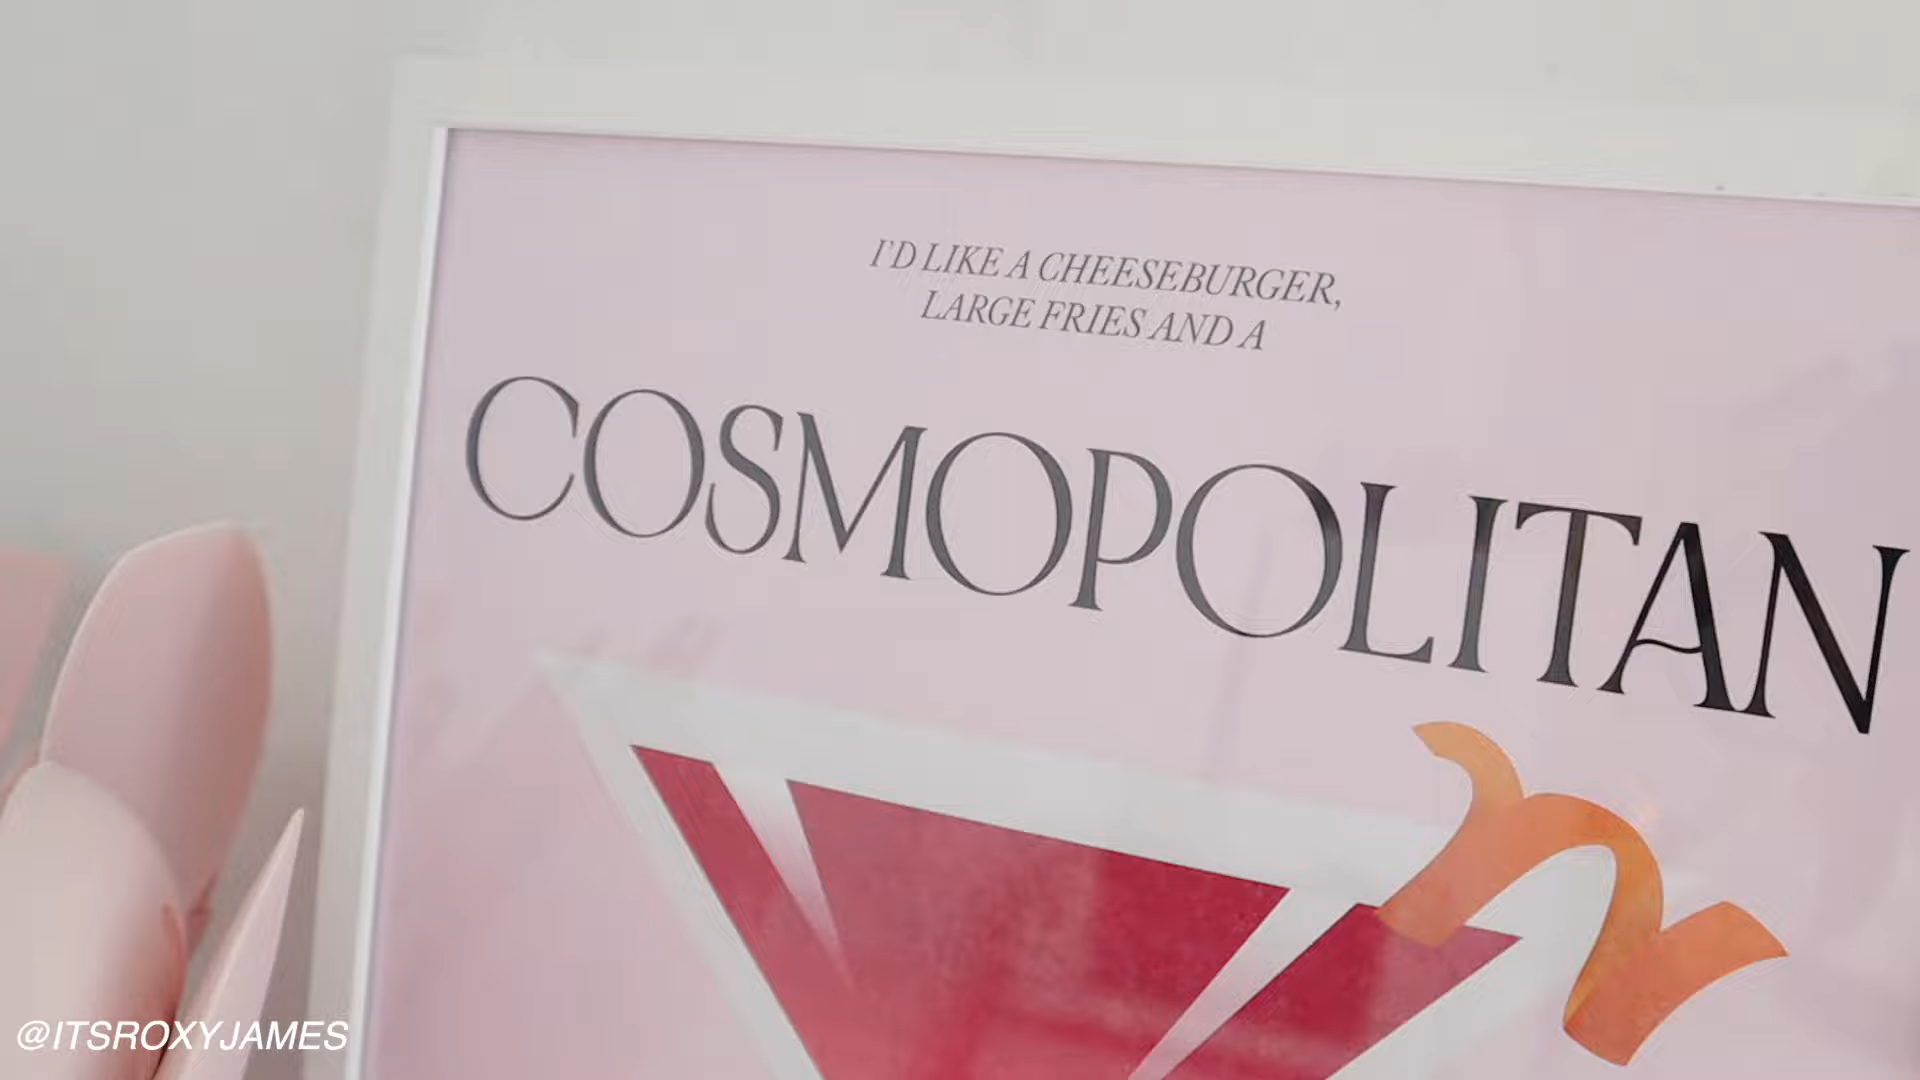 I'D LIKE A CHEESEBURGER,
LARGE FRIES AND A
COSMOPOLITAN
@ITSROXYJAMES